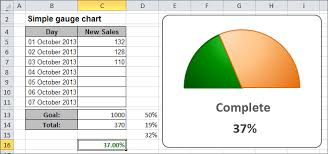 B C D E F G H I
2 Simple gauge chart
4 Day New Sales
5 01 October 2013 132
6 02 October 2013 128
7 03 October 2013 110
8 04 October 2013
9 05 October 2013
10 06 October 2013
11 07 October 2013
13 Goal: 1000 50%
14 Total: 370 19%
15 32%
16 37.00%
Complete
37%